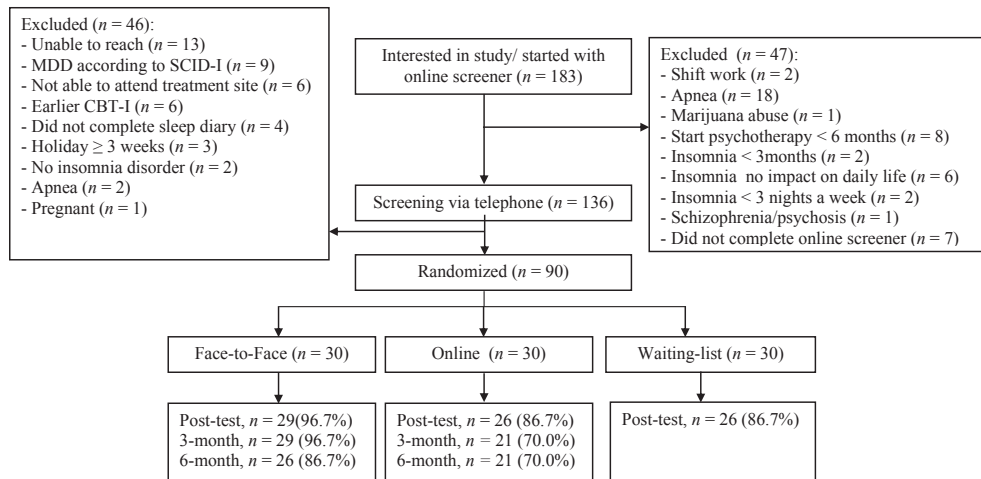 Excluded (n = 46):
- Unable to reach (n = 13)
- MDD according to SCID-I (n = 9)
- Not able to attend treatment site (n = 6)
- Earlier CBT-I (n = 6)
- Did not complete sleep diary (n = 4)
- Holiday ≥ 3 weeks (n = 3)
- No insomnia disorder (n = 2)
- Apnea (n = 2)
- Pregnant (n = 1)
Interested in study/ started with
online screener (n = 183)
Excluded (n = 47):
- Shift work (n = 2)
- Apnea (n = 18)
- Marijuana abuse (n = 1)
- Start psychotherapy < 6 months (n = 8)
- Insomnia < 3months (n = 2)
- Insomnia no impact on daily life (n = 6)
- Insomnia < 3 nights a week (n = 2)
- Schizophrenia/psychosis (n = 1)
- Did not complete online screener (n = 7)
Screening via telephone (n = 136)
Randomized (n = 90)
Face-to-Face (n = 30)
Online (n = 30)
Waiting-list (n = 30)
Post-test, n = 29(96.7%)
3-month, n = 29 (96.7%)
6-month, n = 26 (86.7%)
Post-test, n = 26 (86.7%)
3-month, n = 21 (70.0%)
6-month, n = 21 (70.0%)
Post-test, n = 26 (86.7%)